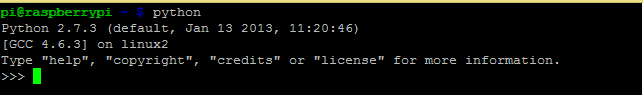 pi@raspberrypi ~ $ python
Python 2.7.3 (default, Jan 13 2013, 11:20:46)
[GCC 4.6.3] on linux2
Type "help", "copyright", "credits" or "license" for more information.
>>>